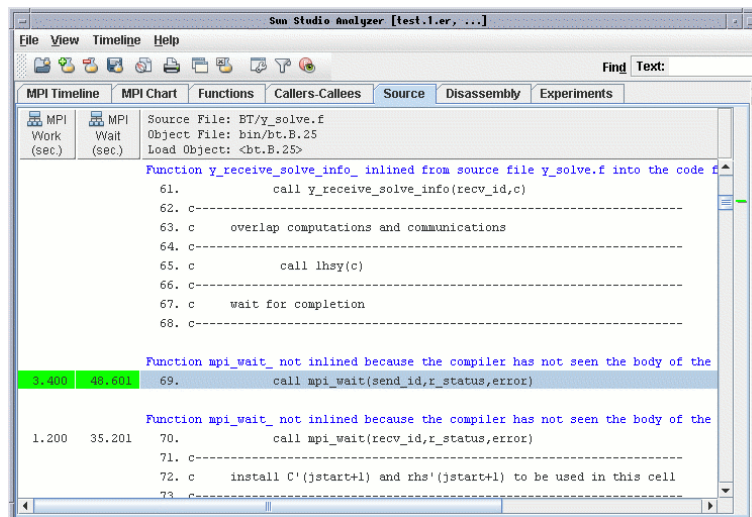 Sun Studio Analyzer [test.1.er, ...]
File View Timeline Help
Find Text:
MPI Timeline MPI Chart Functions Callers-Callees Source Disassembly Experiments
MPI Work (sec.) MPI Wait (sec.)
Source File: BT/y_solve.f
Object File: bin/bt.B.25
Load Object: <bt.B.25>
Function y_receive_solve_info_ inlined from source file y_solve.f into the code f
61. call y_receive_solve_info(recv_id,c)
62. c---------------------------------------------------------------------
63. c overlap computations and communications
64. c---------------------------------------------------------------------
65. c call lhsy(c)
66. c---------------------------------------------------------------------
67. c wait for completion
68. c---------------------------------------------------------------------
Function mpi_wait_ not inlined because the compiler has not seen the body of the
3.400 48.601 69. call mpi_wait(send_id,r_status,error)
Function mpi_wait_ not inlined because the compiler has not seen the body of the
1.200 35.201 70. call mpi_wait(recv_id,r_status,error)
71. c---------------------------------------------------------------------
72. c install C'(jstart+1) and rhs'(jstart+1) to be used in this cell
73. c---------------------------------------------------------------------